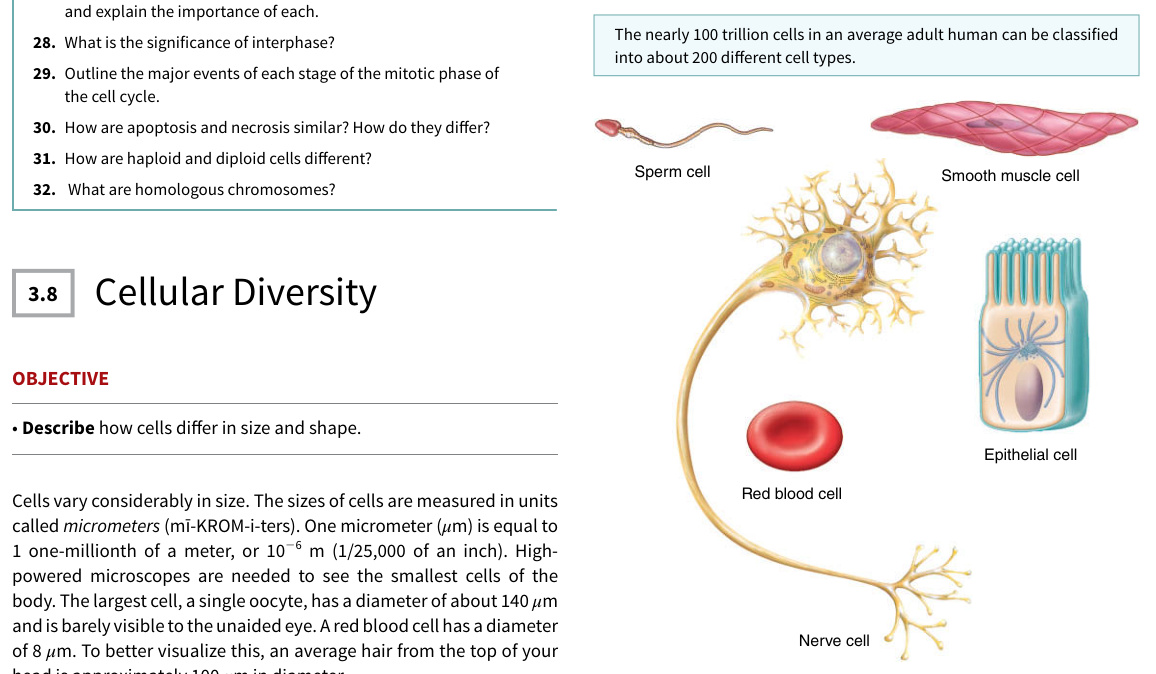 and explain the importance of each.
28. What is the significance of interphase?
29. Outline the major events of each stage of the mitotic phase of
the cell cycle.
30. How are apoptosis and necrosis similar? How do they differ?
31. How are haploid and diploid cells different?
32. What are homologous chromosomes?
3.8 Cellular Diversity
OBJECTIVE
• Describe how cells differ in size and shape.
Cells vary considerably in size. The sizes of cells are measured in units
called micrometers (mī-KROM-i-ters). One micrometer (μm) is equal to
1 one-millionth of a meter, or 10⁻⁶ m (1/25,000 of an inch). High-
powered microscopes are needed to see the smallest cells of the
body. The largest cell, a single oocyte, has a diameter of about 140 μm
and is barely visible to the unaided eye. A red blood cell has a diameter
of 8 μm. To better visualize this, an average hair from the top of your
head is approximately 100 μm in diameter.
The nearly 100 trillion cells in an average adult human can be classified
into about 200 different cell types.
Sperm cell
Smooth muscle cell
Epithelial cell
Red blood cell
Nerve cell